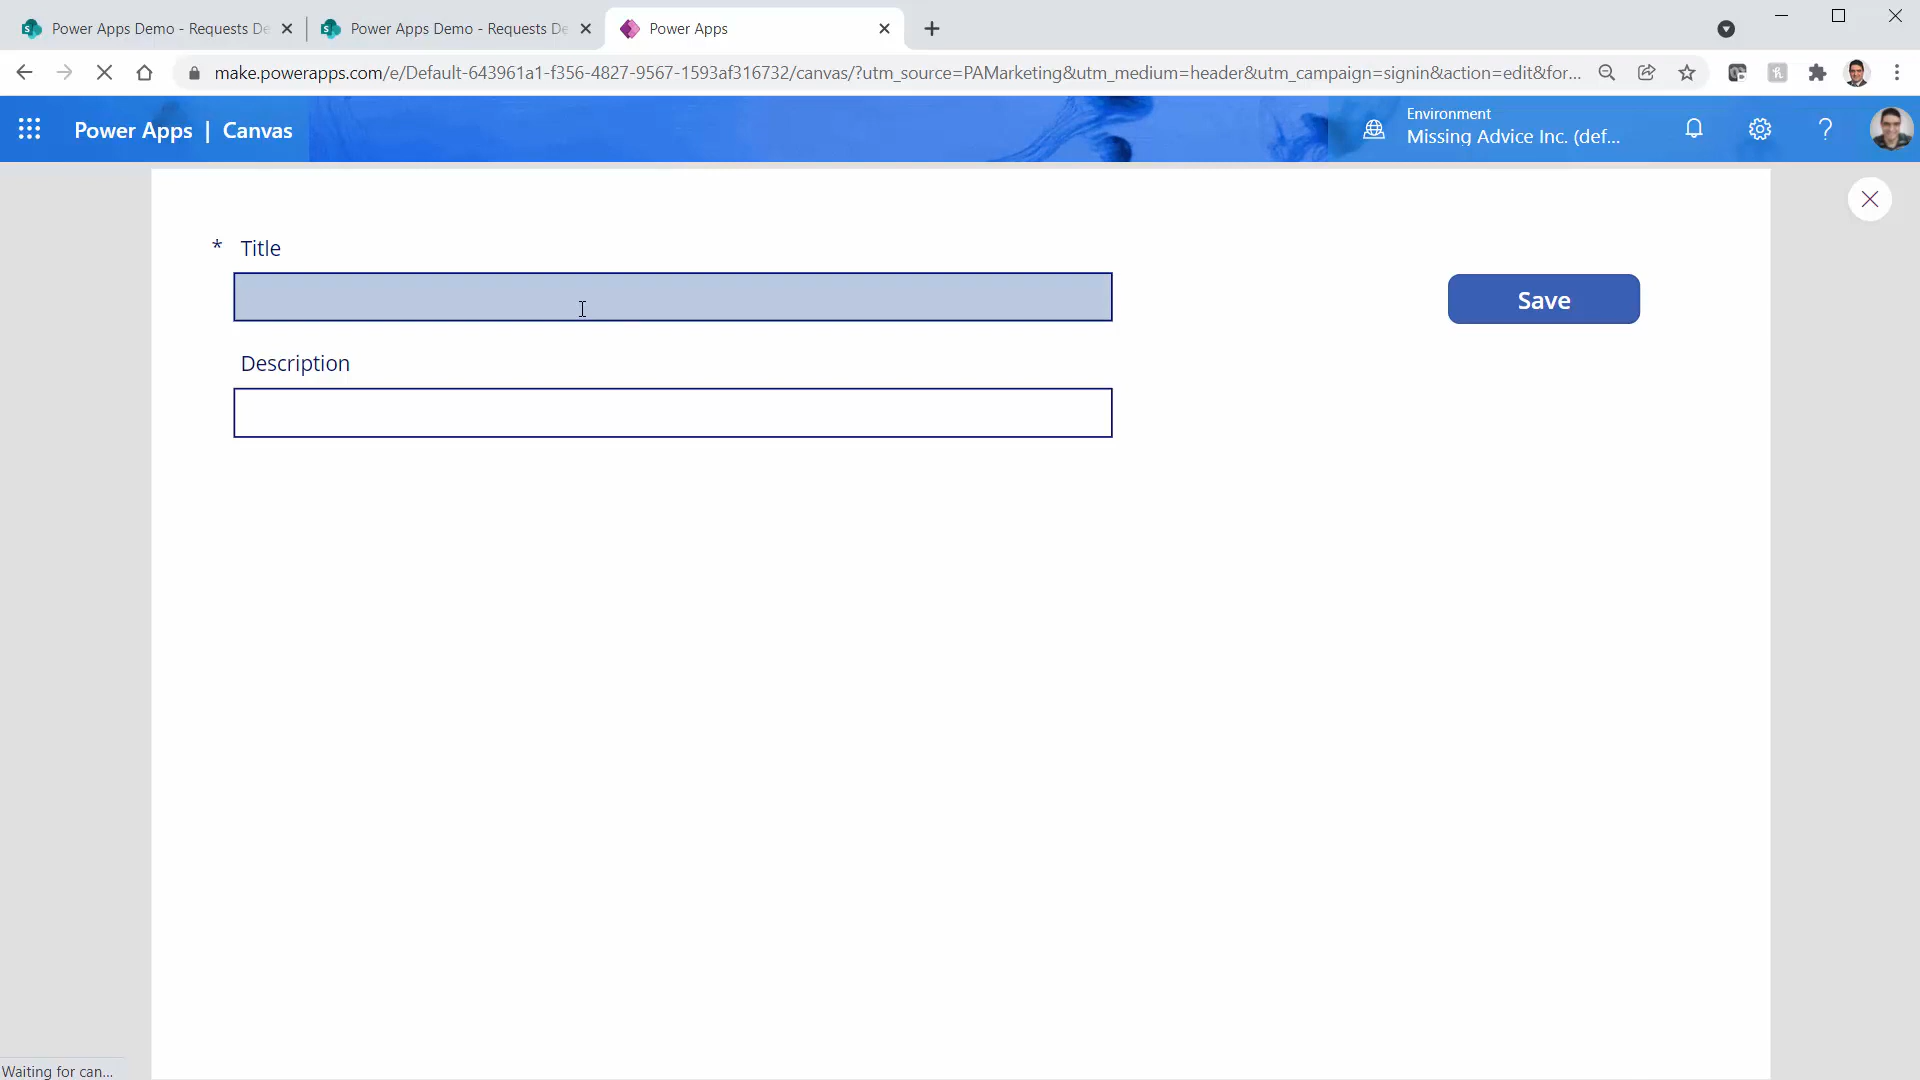 Power Apps Demo - Requests De
Power Apps Demo - Requests De
Power Apps
make.powerapps.com/e/Default-643961a1-f356-4827-9567-1593af316732/canvas/?utm_source=PAMarketing&utm_medium=header&utm_campaign=signin&action=edit&for...
Power Apps | Canvas
Environment
Missing Advice Inc. (def...
* Title
Save
Description
Waiting for can...